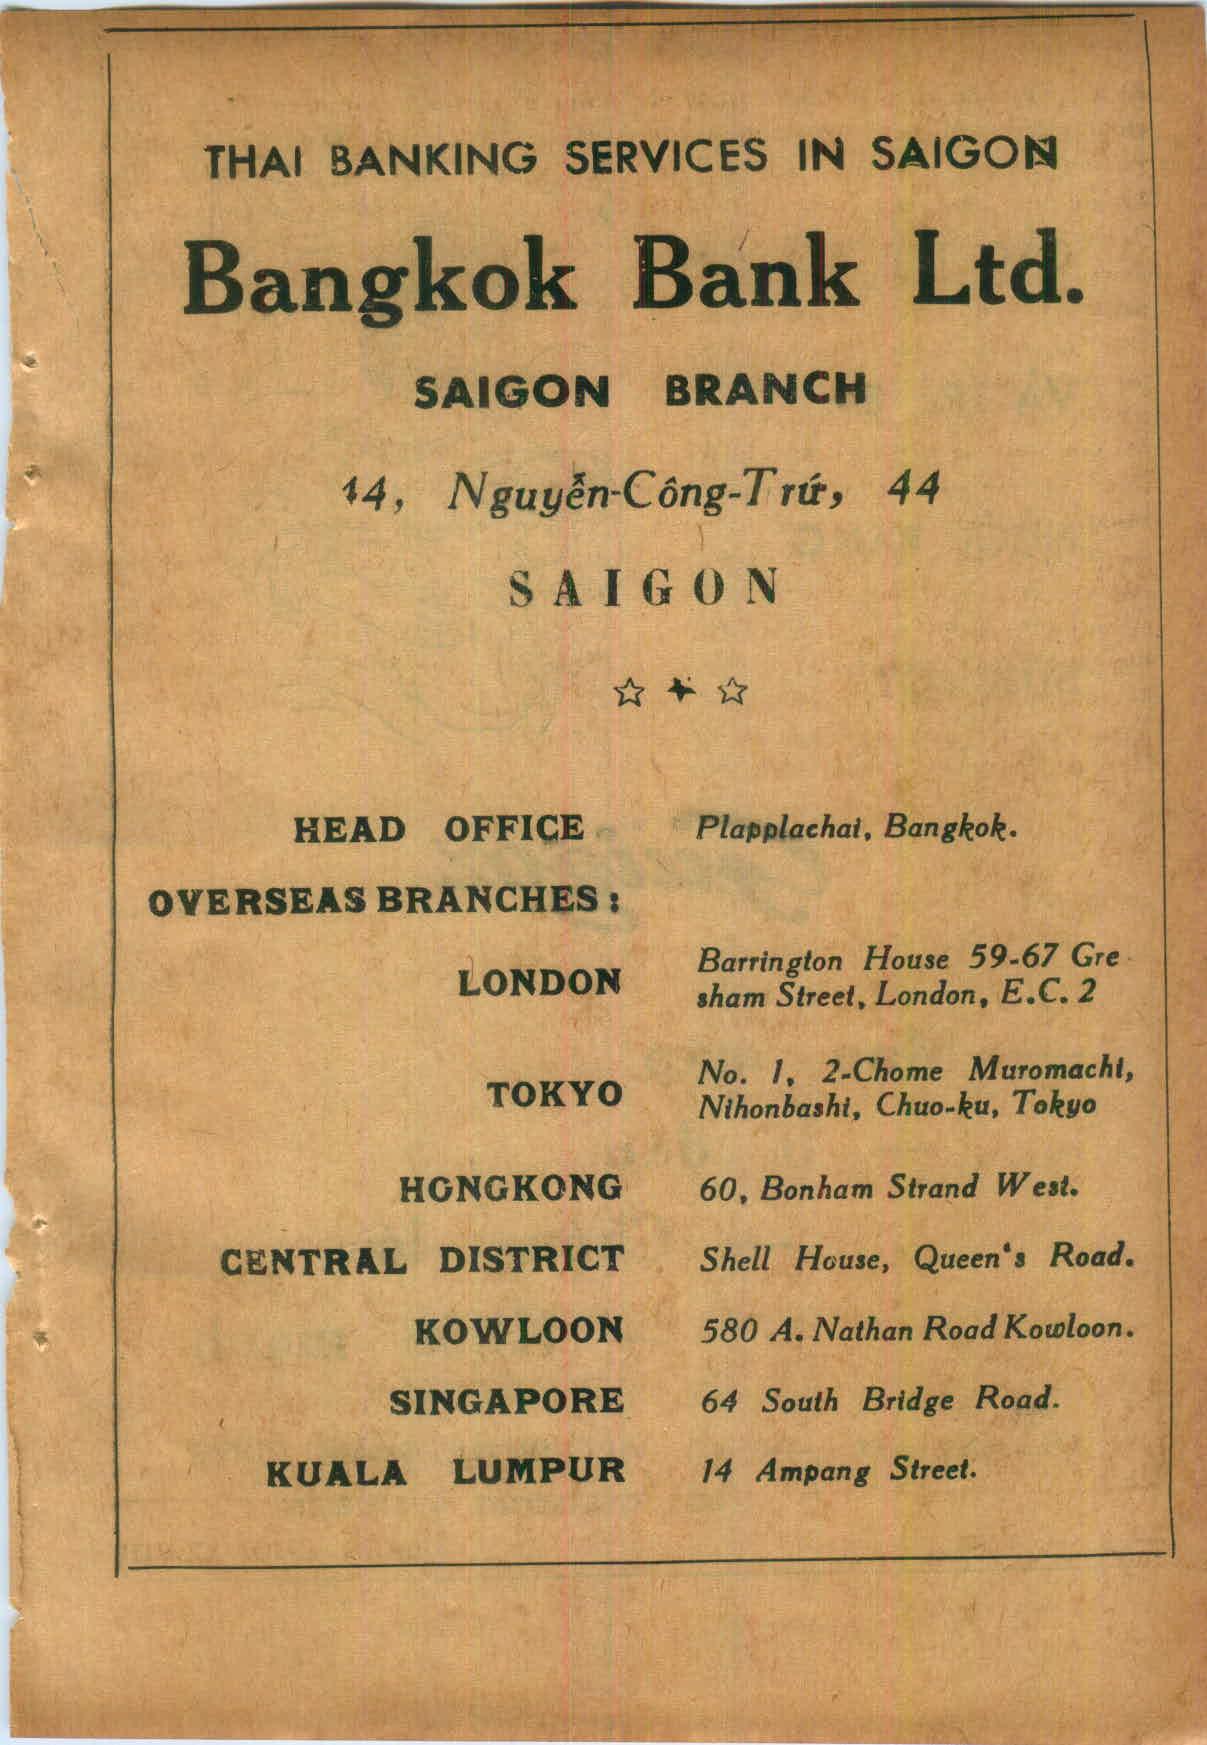 THAI BANKING SERVICES IN SAIGON
Bangkok Bank Ltd.
SAIGON BRANCH
44, Nguyễn-Công-Trứ, 44
SAIGON
HEAD OFFICE Plapplachai, Bangkok.
OVERSEAS BRANCHES :
LONDON Barrington House 59-67 Gre
sham Street, London, E.C. 2
TOKYO No. 1, 2-Chome Muromachi,
Nihonbashi, Chuo-ku, Tokyo
HONGKONG 60, Bonham Strand West.
CENTRAL DISTRICT Shell House, Queen's Road.
KOWLOON 580 A. Nathan Road Kowloon.
SINGAPORE 64 South Bridge Road.
KUALA LUMPUR 14 Ampang Street.